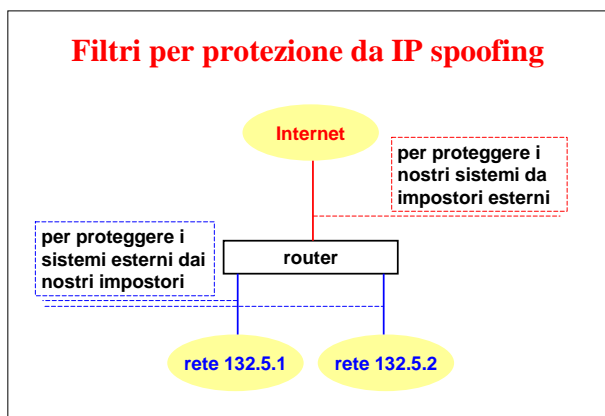 Filtri per protezione da IP spoofing
Internet
per proteggere i
nostri sistemi da
impostori esterni
per proteggere i
sistemi esterni dai
nostri impostori
router
rete 132.5.1
rete 132.5.2